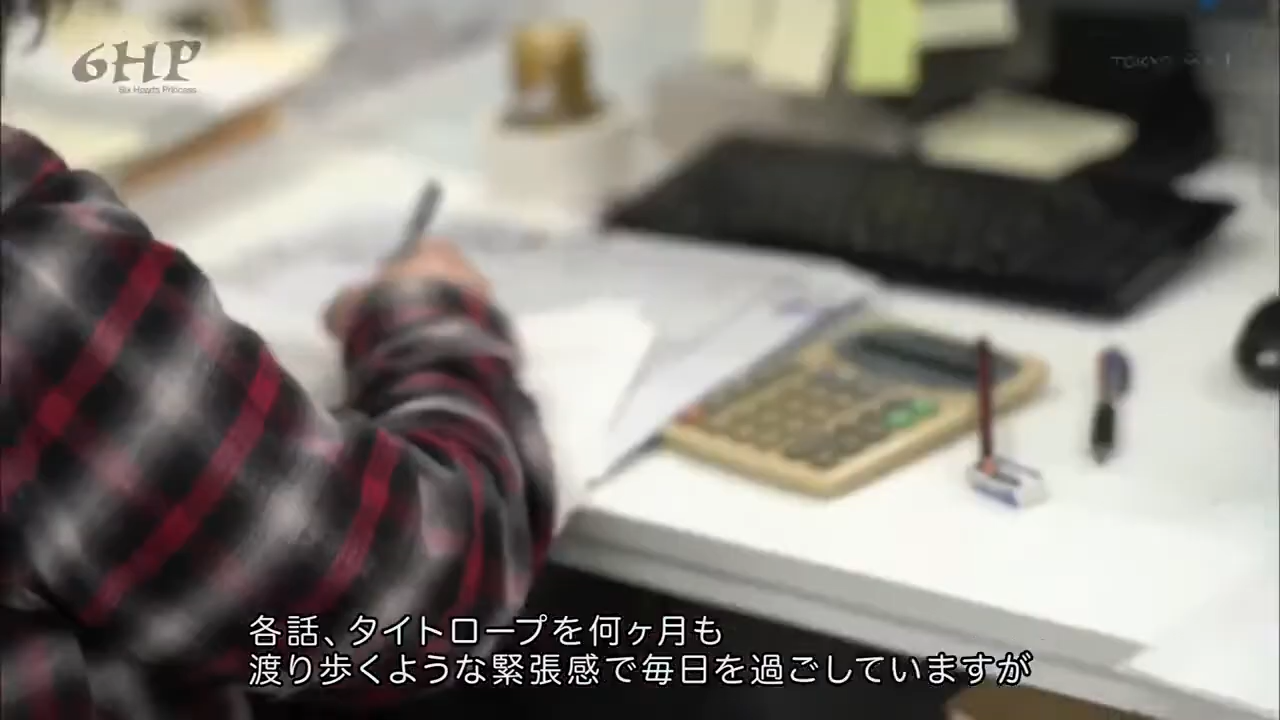 6HP
Six Hearts Princess
各話、タイトロープを何ヶ月も
渡り歩くような緊張感で毎日を過ごしていますが